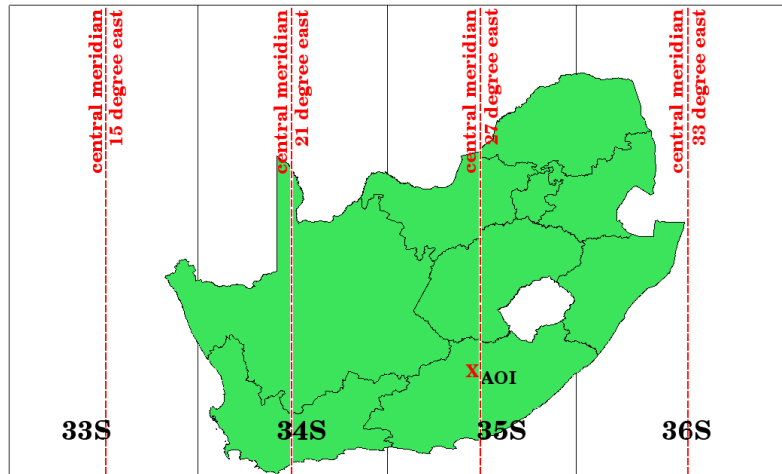 central meridian
15 degree east
central meridian
21 degree east
central meridian
27 degree east
central meridian
33 degree east
X
AOI
33S
34S
35S
36S